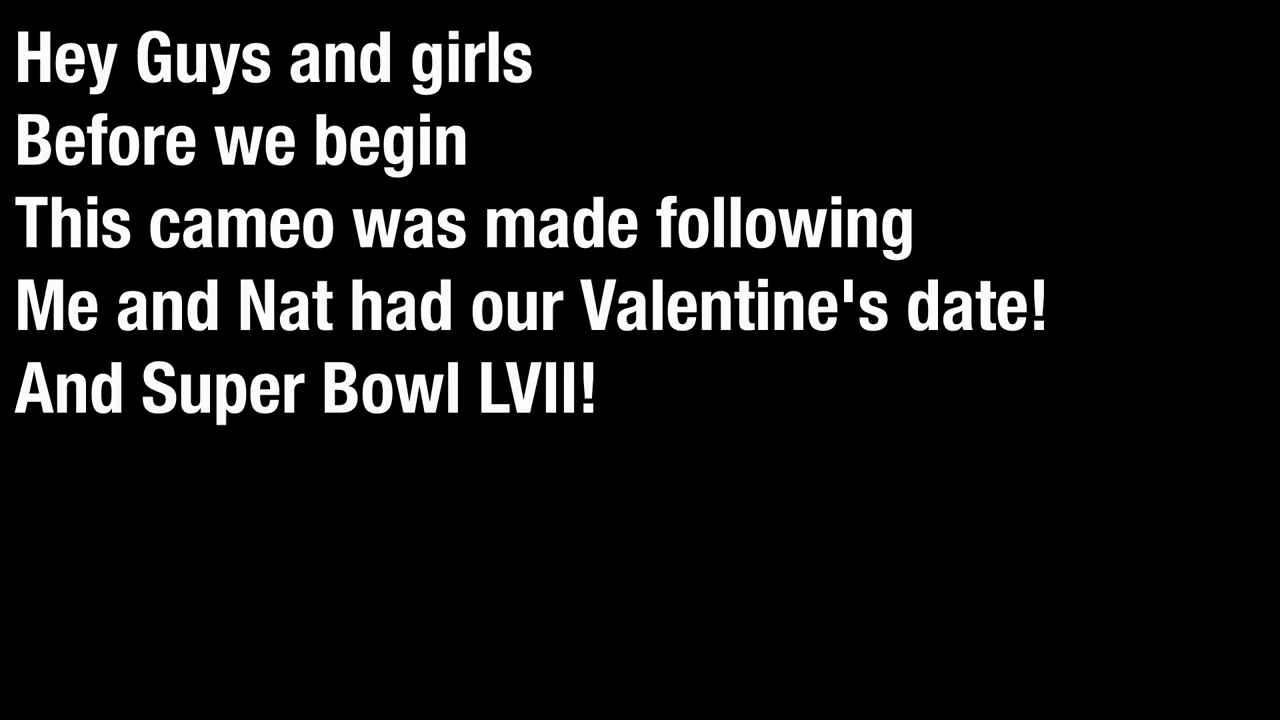 Hey Guys and girls
Before we begin
This cameo was made following
Me and Nat had our Valentine's date!
And Super Bowl LVII!